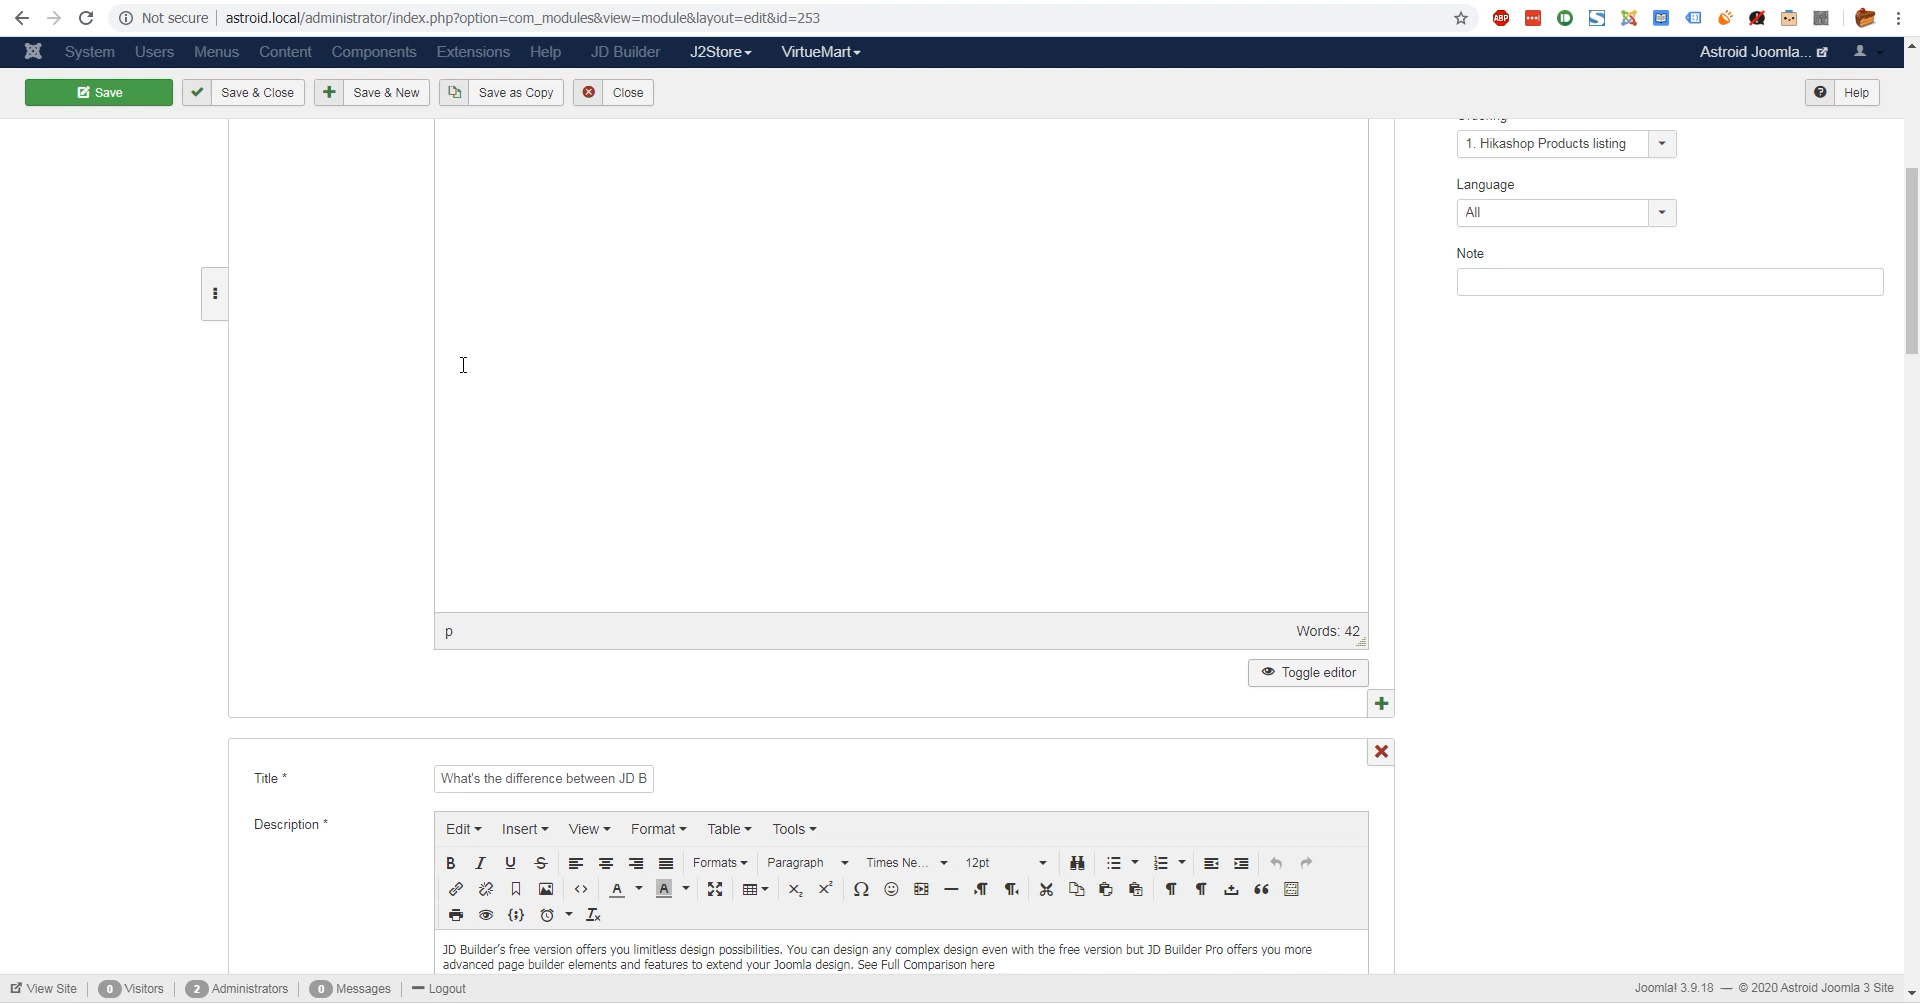 Not secure | astroid.local/administrator/index.php?option=com_modules&view=module&layout=edit&id=253
ABP
System Users Menus Content Components Extensions Help JD Builder J2Store VirtueMart Astroid Joomla...
Save Save & Close Save & New Save as Copy Close Help
Ordering
1. Hikashop Products listing
Language
All
Note
p Words: 42
Toggle editor
Title * What's the difference between JD B
Description * Edit Insert View Format Table Tools
B I U S Formats Paragraph Times Ne... 12pt
JD Builder's free version offers you limitless design possibilities. You can design any complex design even with the free version but JD Builder Pro offers you more
advanced page builder elements and features to extend your Joomla design. See Full Comparison here
View Site 0 Visitors 2 Administrators 0 Messages Logout Joomla! 3.9.18 — © 2020 Astroid Joomla 3 Site